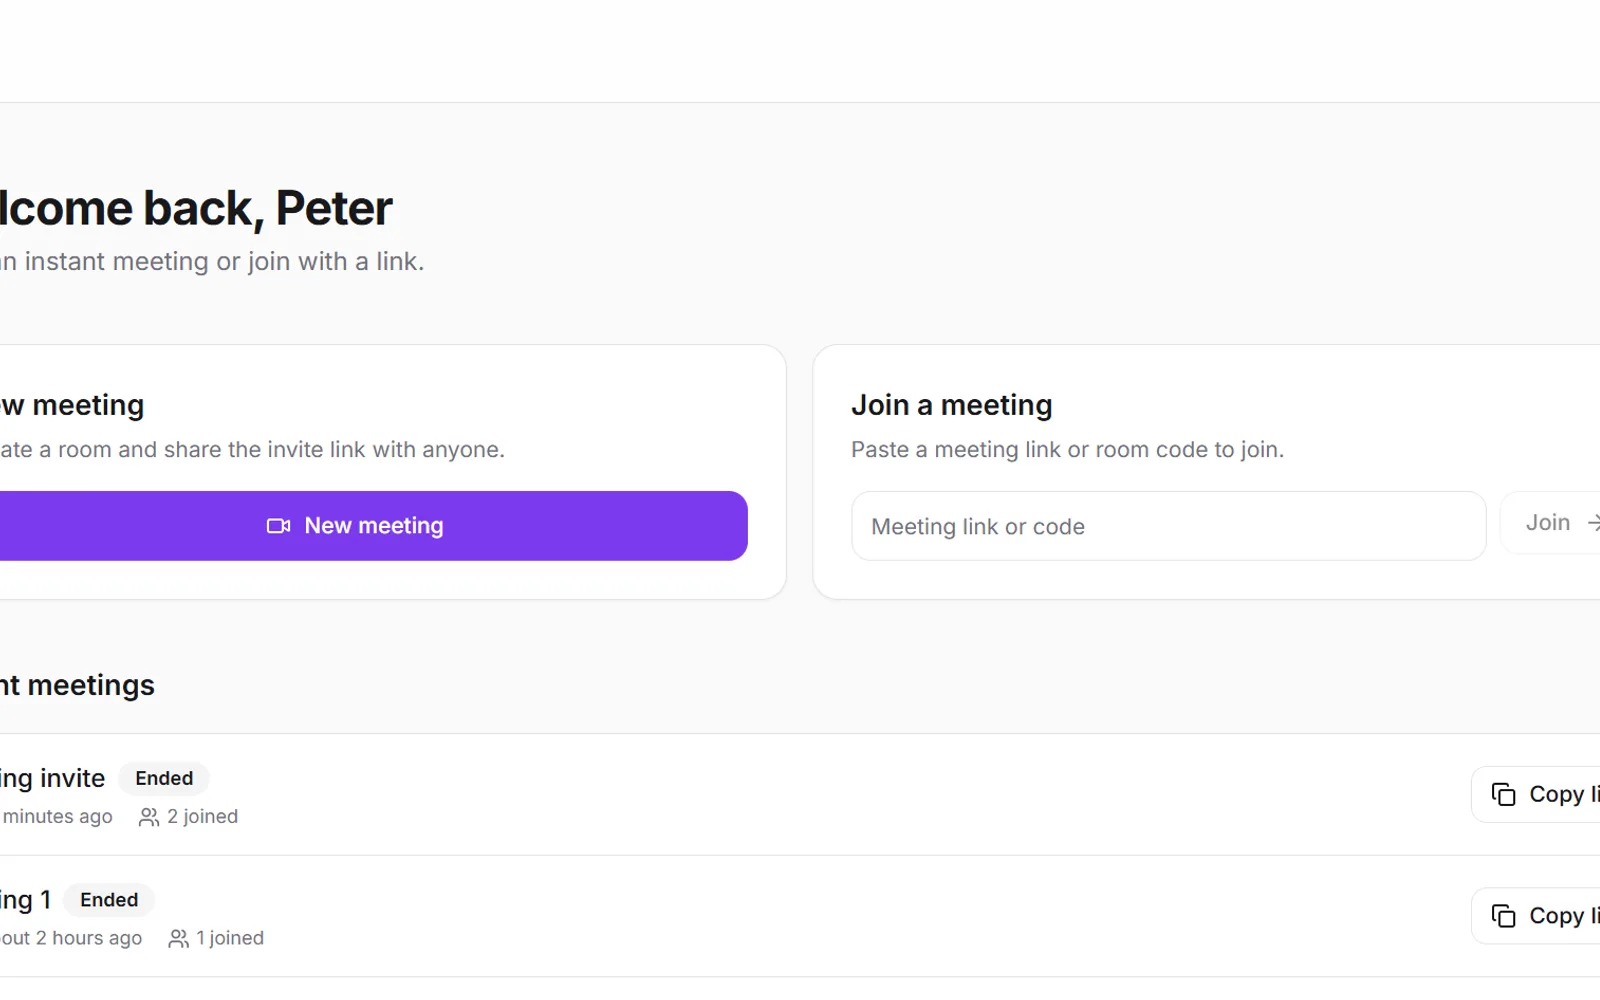 lcome back, Peter
n instant meeting or join with a link.
w meeting
ate a room and share the invite link with anyone.
New meeting
Join a meeting
Paste a meeting link or room code to join.
Meeting link or code
Join
nt meetings
ing invite Ended
minutes ago 2 joined
Copy li
ing 1 Ended
out 2 hours ago 1 joined
Copy li